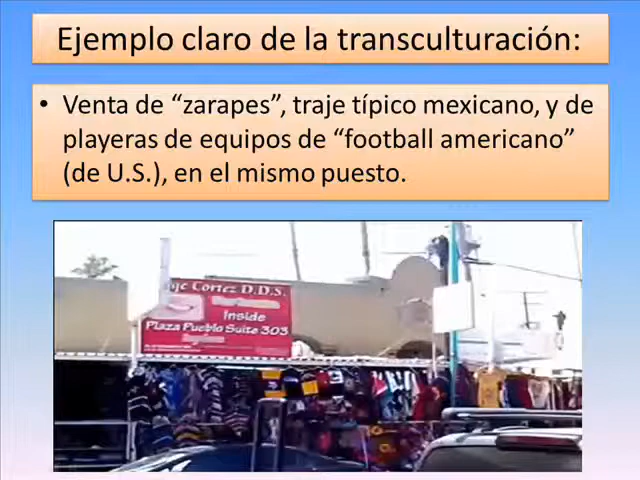 Ejemplo claro de la transculturación:
• Venta de “zarapes”, traje típico mexicano, y de
playeras de equipos de “football americano”
(de U.S.), en el mismo puesto.
Cortez D.D.S.
Inside
Plaza Pueblo Suite 303